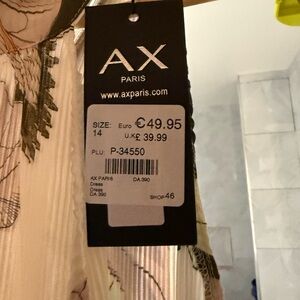 AX
PARIS
www.axparis.com
SIZE: 14
Euro €49.95
U.K £ 39.99
PLU: P-34550
AX PARIS DA 390
Dress
Dress
DA 390
SHOP 46